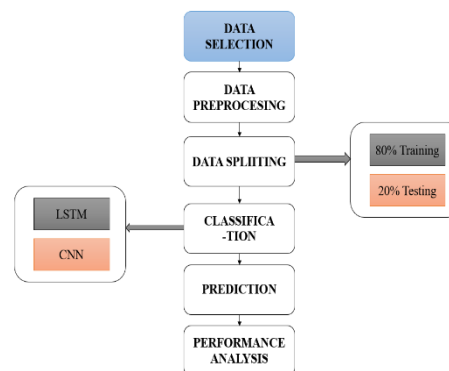 DATA
SELECTION
DATA
PREPROCESING
DATA SPLIITING
80% Training
20% Testing
CLASSIFICA
-TION
LSTM
CNN
PREDICTION
PERFORMANCE
ANALYSIS